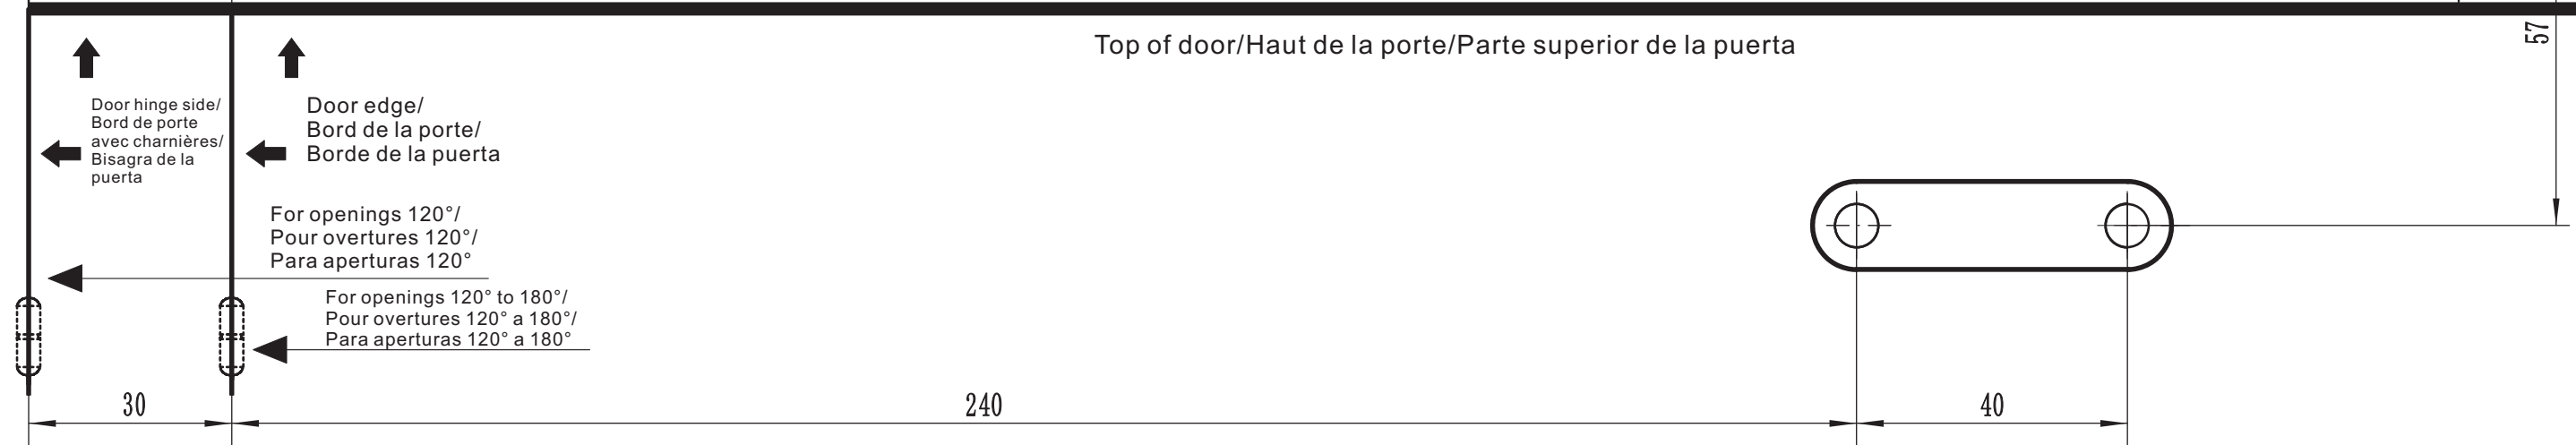 Top of door/Haut de la porte/Parte superior de la puerta
57
Door hinge side/
Bord de porte
avec charnières/
Bisagra de la
puerta
Door edge/
Bord de la porte/
Borde de la puerta
For openings 120°/
Pour overtures 120°/
Para aperturas 120°
For openings 120° to 180°/
Pour overtures 120° a 180°/
Para aperturas 120° a 180°
30
240
40